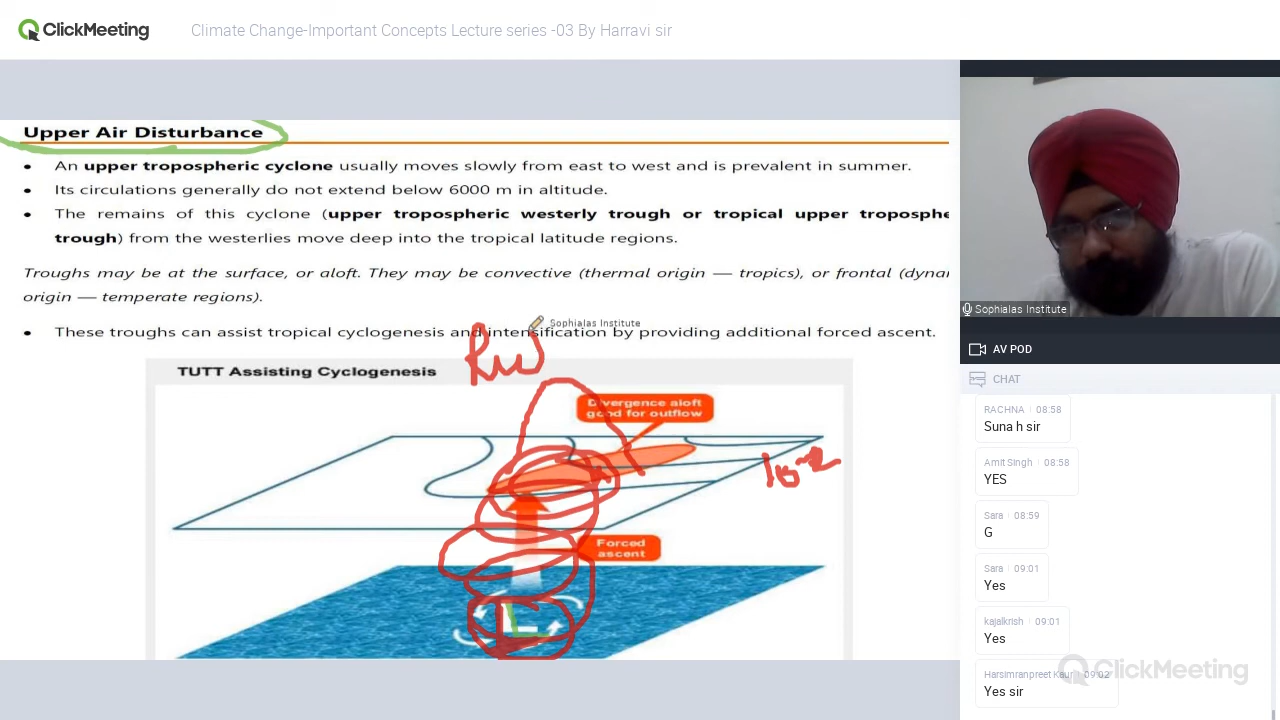 ClickMeeting
Climate Change-Important Concepts Lecture series -03 By Harravi sir
Upper Air Disturbance
• An upper tropospheric cyclone usually moves slowly from east to west and is prevalent in summer.
• Its circulations generally do not extend below 6000 m in altitude.
• The remains of this cyclone (upper tropospheric westerly trough or tropical upper troposphe
trough) from the westerlies move deep into the tropical latitude regions.
Troughs may be at the surface, or aloft. They may be convective (thermal origin — tropics), or frontal (dynam
origin — temperate regions).
Sophialas Institute
• These troughs can assist tropical cyclogenesis and intensification by providing additional forced ascent.
TUTT Assisting Cyclogenesis
Divergence aloft
good for outflow
Forced
ascent
L
Sophialas Institute
AV POD
CHAT
RACHNA 08:58
Suna h sir
Amit Singh 08:58
YES
Sara 08:59
G
Sara 09:01
Yes
kajalkrish 09:01
Yes
Harsimranpreet Kaur 09:02
Yes sir
ClickMeeting